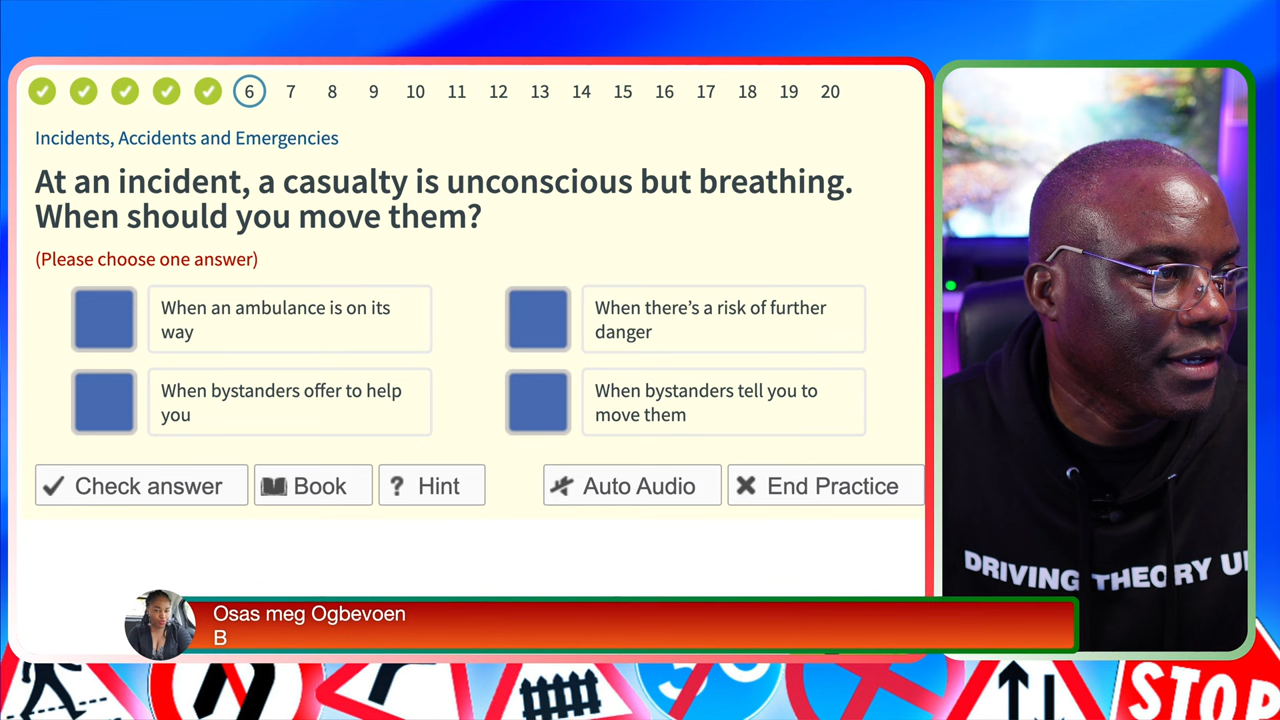 6 7 8 9 10 11 12 13 14 15 16 17 18 19 20
Incidents, Accidents and Emergencies
At an incident, a casualty is unconscious but breathing.
When should you move them?
(Please choose one answer)
When an ambulance is on its
way
When there's a risk of further
danger
When bystanders offer to help
you
When bystanders tell you to
move them
Check answer
Book
? Hint
Auto Audio
End Practice
DRIVING THEORY
Osas meg Ogbevoen
B
STOP